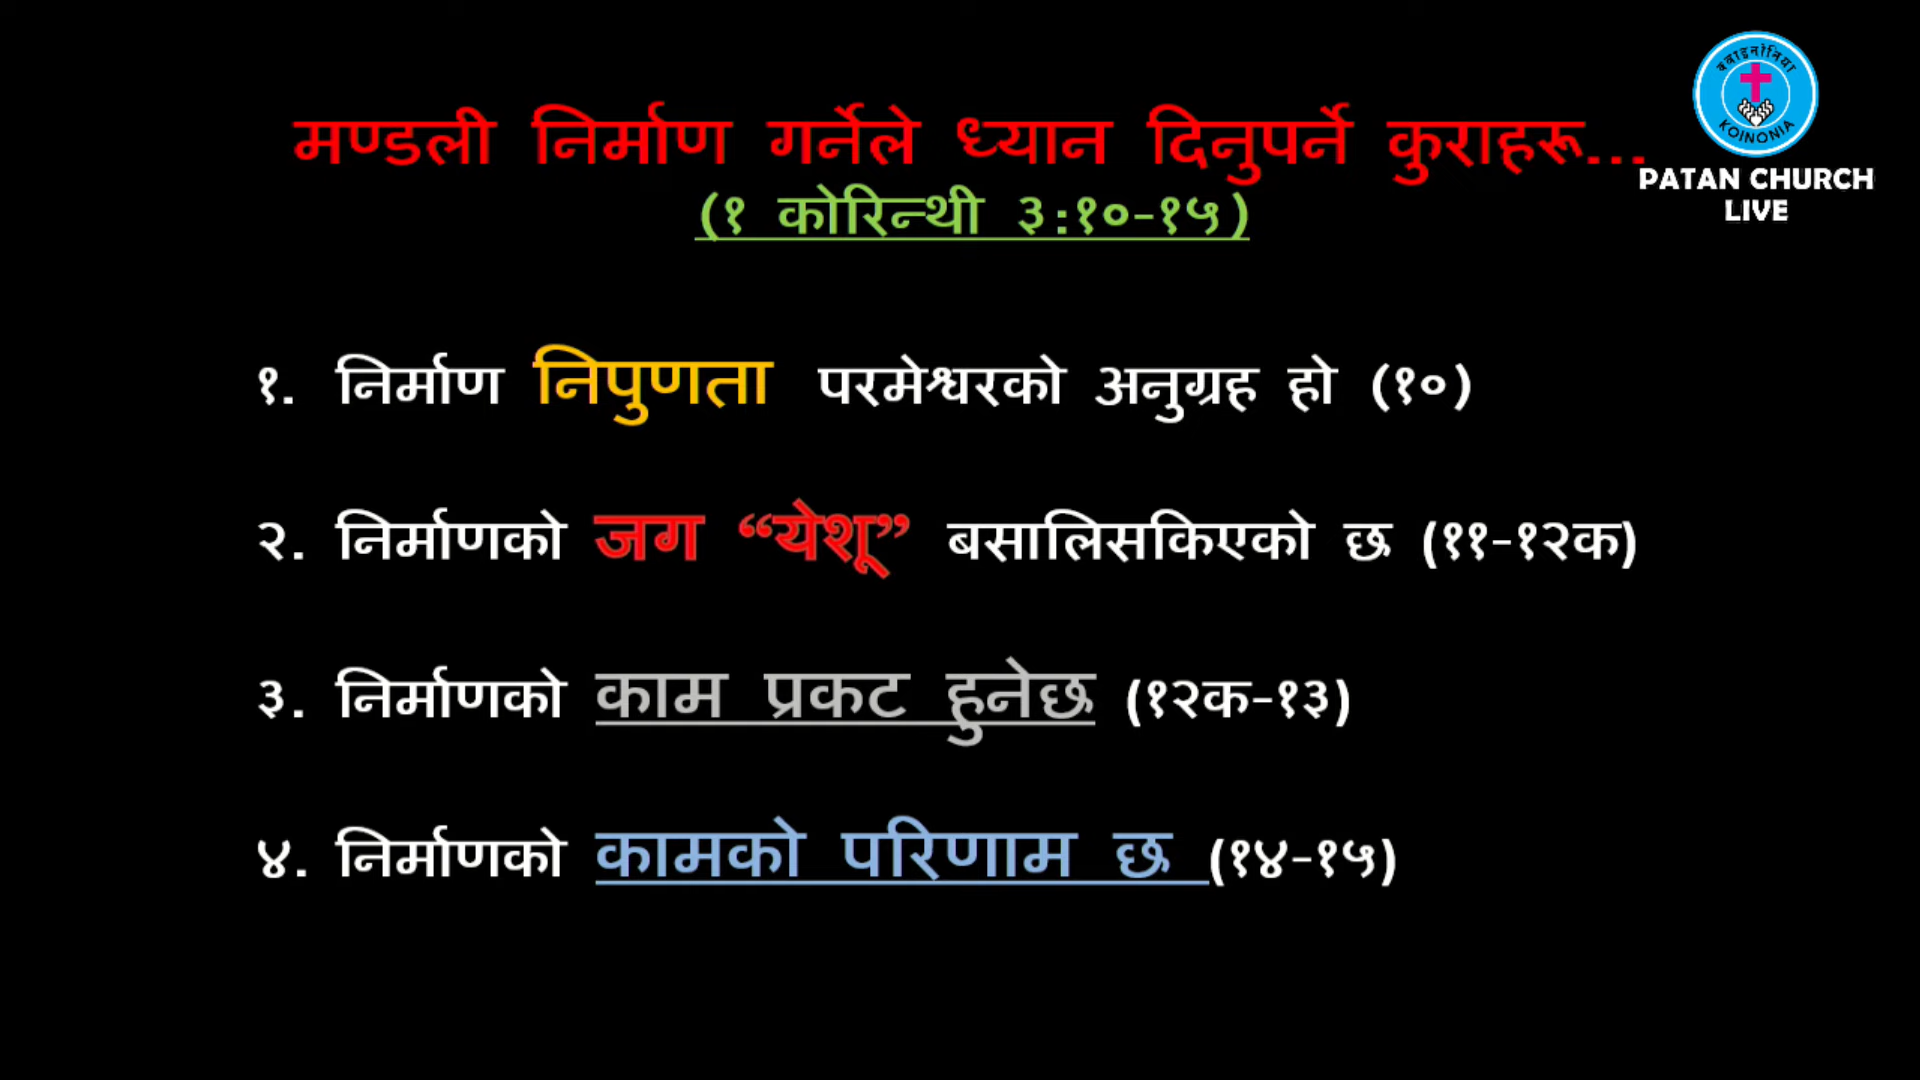 क्वाइनोनिया
KOINONIA
PATAN CHURCH
LIVE
मण्डली निर्माण गर्नेले ध्यान दिनुपर्ने कुराहरू...
(१ कोरिन्थी ३:१०-१५)
१. निर्माण निपुणता परमेश्वरको अनुग्रह हो (१०)
२. निर्माणको जग “येशू” बसालिसकिएको छ (११-१२क)
३. निर्माणको काम प्रकट हुनेछ (१२क-१३)
४. निर्माणको कामको परिणाम छ (१४-१५)